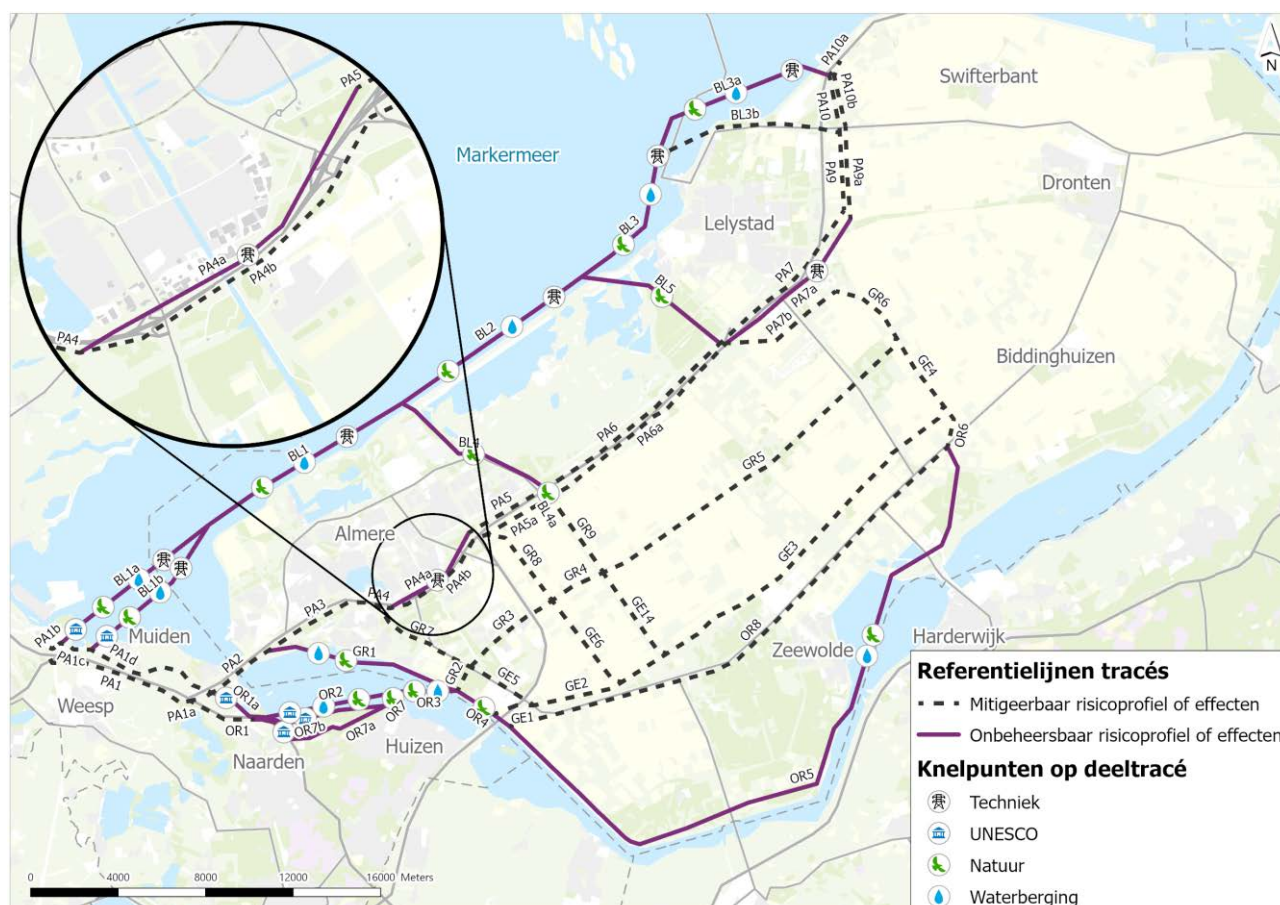 PA5
PA4a
PA4b
PA4
Markermeer
PA10a
PA10b
PA10
Swifterbant
N
BL3a
BL3b
PA9
PA9a
Dronten
Lelystad
BL3
BL5
PA7
PA7a
PA7b
GR6
BL2
GE4
Biddinghuizen
PA6
PA6a
OR6
BL4
GR5
BL1
PA5
PA5a
BL4a
GR9
Almere
GR8
BL1a
BL1b
PA4a
PA4b
GR4
GE3
PA4
PA3
GR3
GE14
PA1b
Muiden
PA1d
GR7
GE6
OR8
Zeewolde
Harderwijk
PA1c
PA2
GR1
GR2
GE5
PA1
Weesp
OR1a
OR2
OR3
GE2
PA1a
OR7
OR4
GE1
OR1
OR7b
OR7a
Huizen
Naarden
OR5
Referentielijnen tracés
Mitigeerbaar risicoprofiel of effecten
Onbeheersbaar risicoprofiel of effecten
Knelpunten op deeltracé
Techniek
UNESCO
Natuur
Waterberging
0 4000 8000 12000 16000 Meters